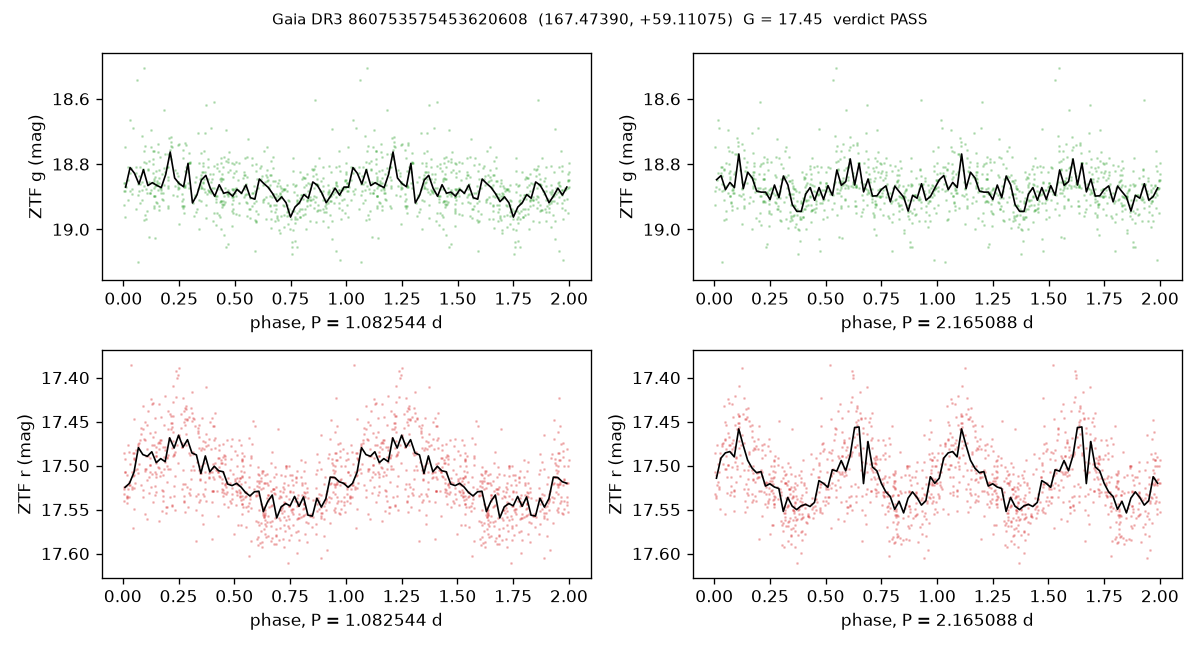 Gaia DR3 860753575453620608 (167.47390, +59.11075) G = 17.45 verdict PASS
ZTF g (mag)
18.6
18.8
19.0
0.00 0.25 0.50 0.75 1.00 1.25 1.50 1.75 2.00
phase, P = 1.082544 d
ZTF g (mag)
18.6
18.8
19.0
0.00 0.25 0.50 0.75 1.00 1.25 1.50 1.75 2.00
phase, P = 2.165088 d
ZTF r (mag)
17.40
17.45
17.50
17.55
17.60
0.00 0.25 0.50 0.75 1.00 1.25 1.50 1.75 2.00
phase, P = 1.082544 d
ZTF r (mag)
17.40
17.45
17.50
17.55
17.60
0.00 0.25 0.50 0.75 1.00 1.25 1.50 1.75 2.00
phase, P = 2.165088 d